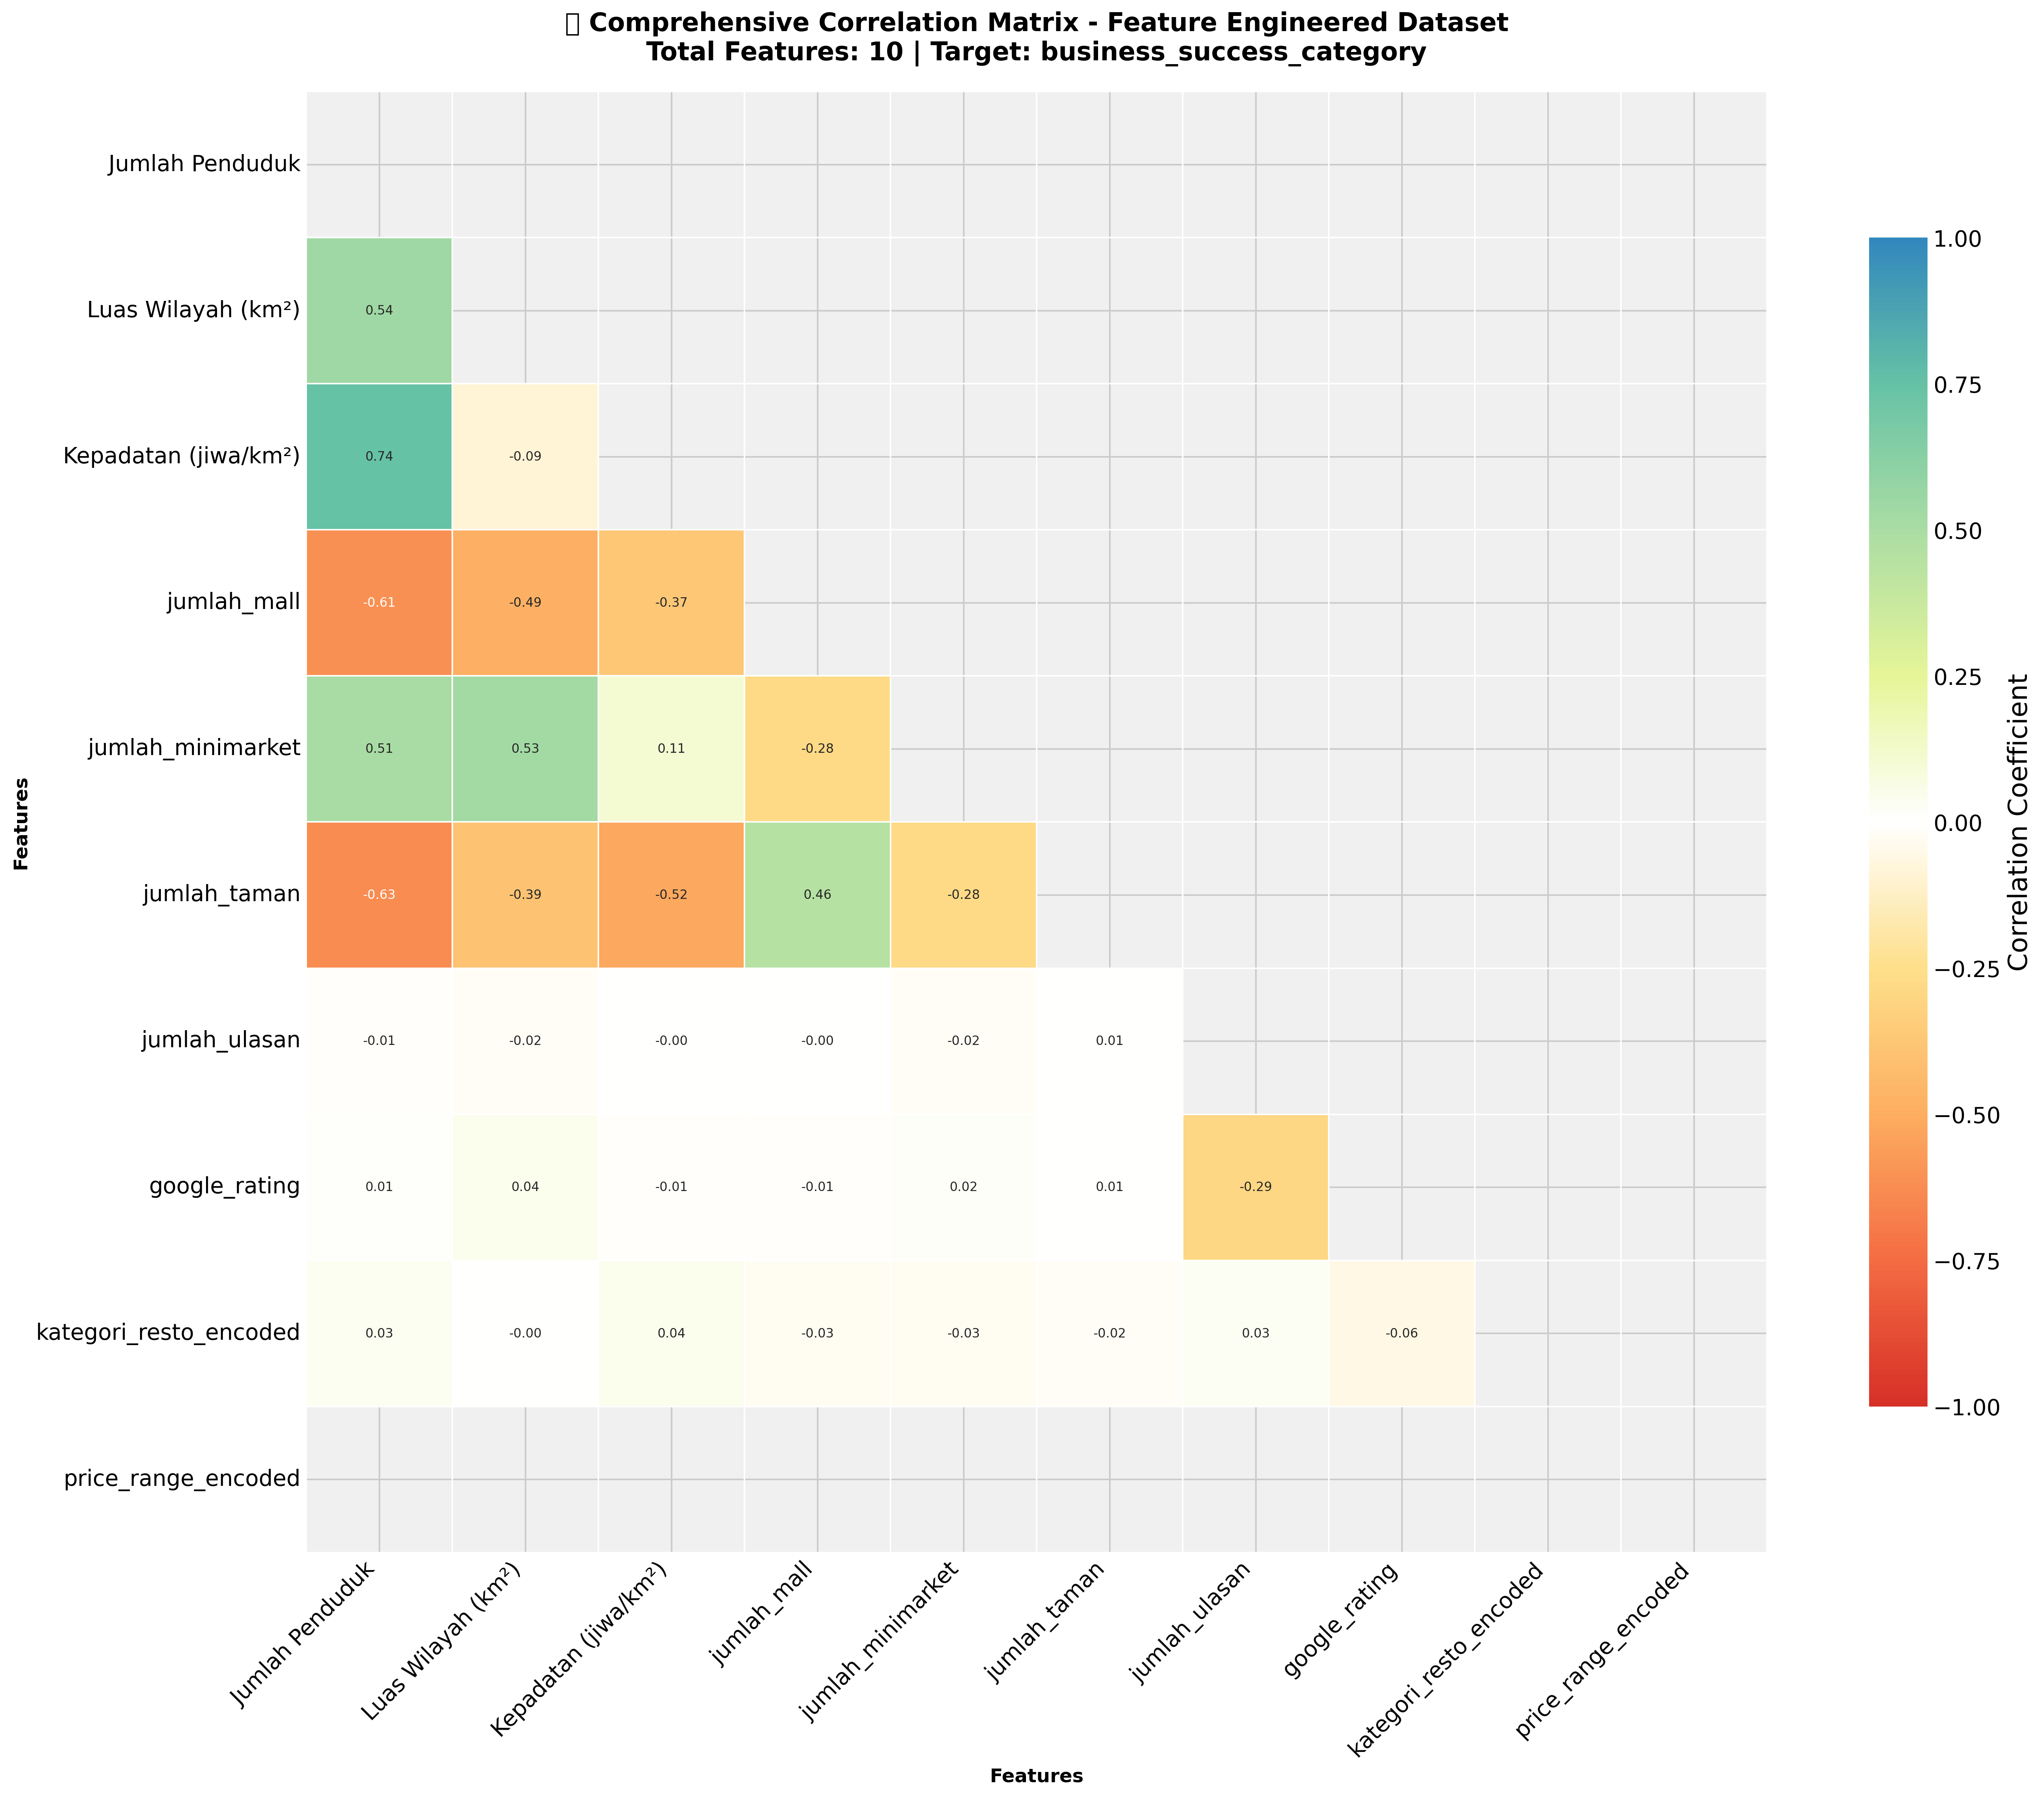 ▯ Comprehensive Correlation Matrix - Feature Engineered Dataset
Total Features: 10 | Target: business_success_category
Jumlah Penduduk
Luas Wilayah (km²) 0.54
Kepadatan (jiwa/km²) 0.74 -0.09
jumlah_mall -0.61 -0.49 -0.37
jumlah_minimarket 0.51 0.53 0.11 -0.28
jumlah_taman -0.63 -0.39 -0.52 0.46 -0.28
jumlah_ulasan -0.01 -0.02 -0.00 -0.00 -0.02 0.01
google_rating 0.01 0.04 -0.01 -0.01 0.02 0.01 -0.29
kategori_resto_encoded 0.03 -0.00 0.04 -0.03 -0.03 -0.02 0.03 -0.06
price_range_encoded
Features
Jumlah Penduduk
Luas Wilayah (km²)
Kepadatan (jiwa/km²)
jumlah_mall
jumlah_minimarket
jumlah_taman
jumlah_ulasan
google_rating
kategori_resto_encoded
price_range_encoded
Features
1.00
0.75
0.50
0.25
0.00
−0.25
−0.50
−0.75
−1.00
Correlation Coefficient